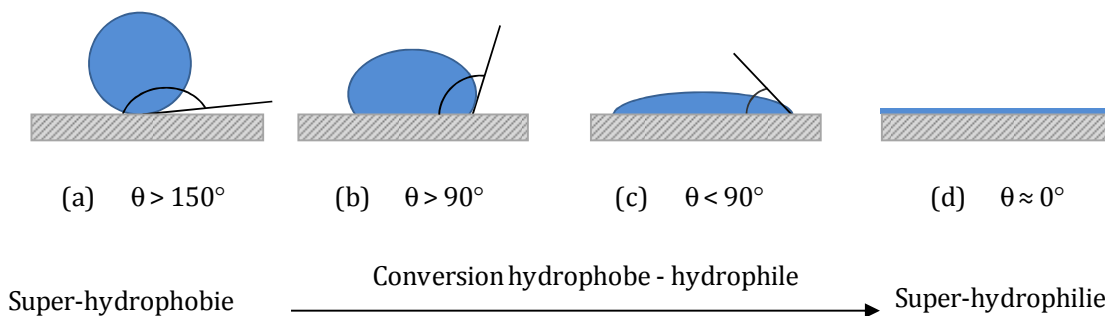 (a) θ > 150° (b) θ > 90° (c) θ < 90° (d) θ ≈ 0°
Conversion hydrophobe - hydrophile
Super-hydrophobie Super-hydrophilie